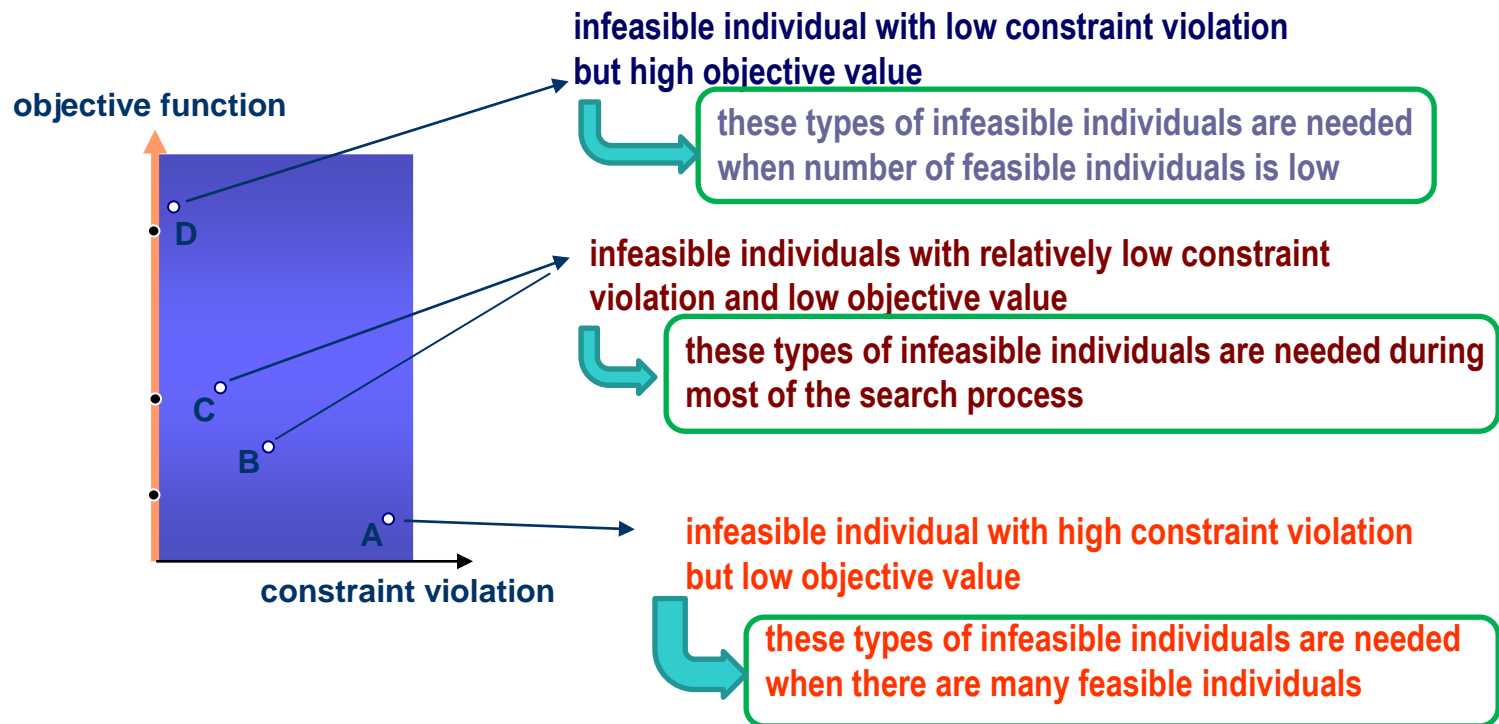 infeasible individual with low constraint violation
but high objective value
objective function
these types of infeasible individuals are needed
when number of feasible individuals is low
D
infeasible individuals with relatively low constraint
violation and low objective value
these types of infeasible individuals are needed during
most of the search process
C
B
A
infeasible individual with high constraint violation
but low objective value
constraint violation
these types of infeasible individuals are needed
when there are many feasible individuals